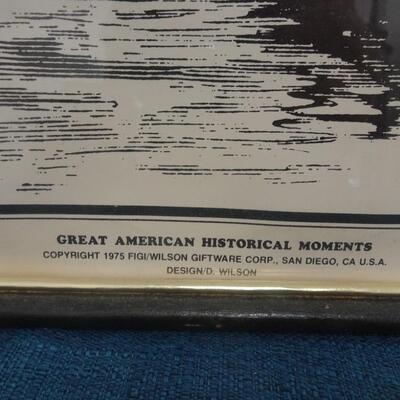 GREAT AMERICAN HISTORICAL MOMENTS
COPYRIGHT 1975 FIGI/WILSON GIFTWARE CORP., SAN DIEGO, CA U.S.A.
DESIGN/D. WILSON